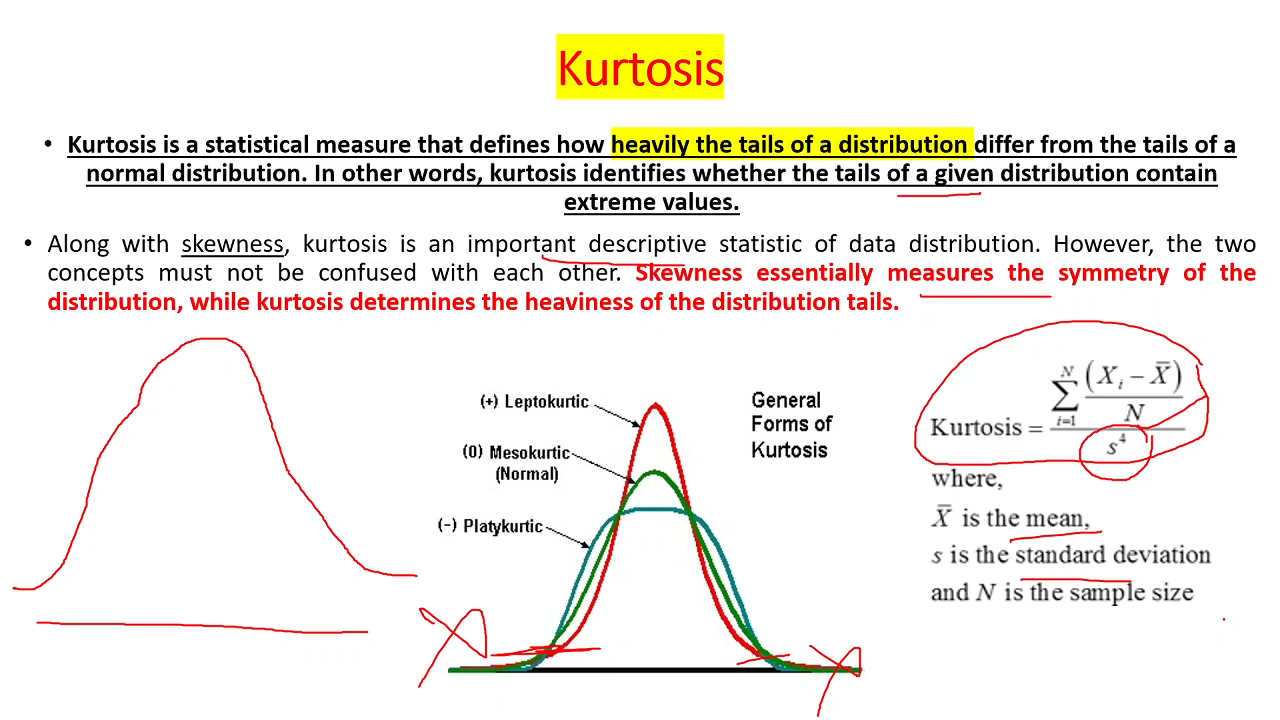 Kurtosis
• Kurtosis is a statistical measure that defines how heavily the tails of a distribution differ from the tails of a
normal distribution. In other words, kurtosis identifies whether the tails of a given distribution contain
extreme values.
• Along with skewness, kurtosis is an important descriptive statistic of data distribution. However, the two
concepts must not be confused with each other. Skewness essentially measures the symmetry of the
distribution, while kurtosis determines the heaviness of the distribution tails.
(+) Leptokurtic
(0) Mesokurtic
(Normal)
(−) Platykurtic
General
Forms of
Kurtosis
Kurtosis = ∑ᵢ₌₁ᴺ (Xᵢ − X̅) / N / s⁴
where,
X̅ is the mean,
s is the standard deviation
and N is the sample size